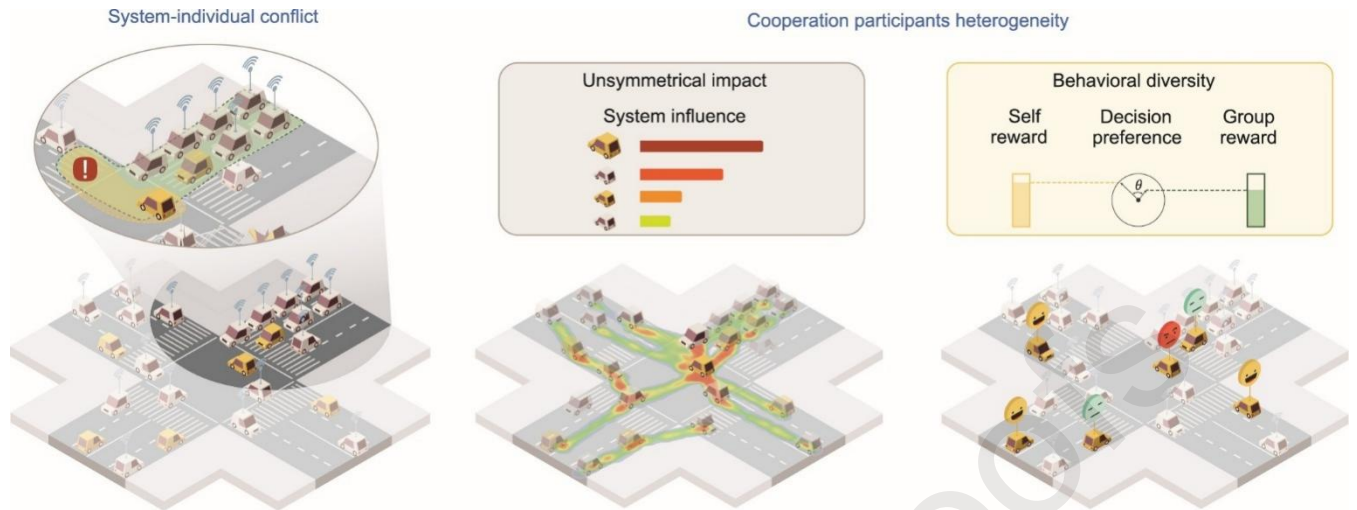 System-individual conflict
Cooperation participants heterogeneity
Unsymmetrical impact
System influence
Behavioral diversity
Self
reward
Decision
preference
Group
reward
θ
!